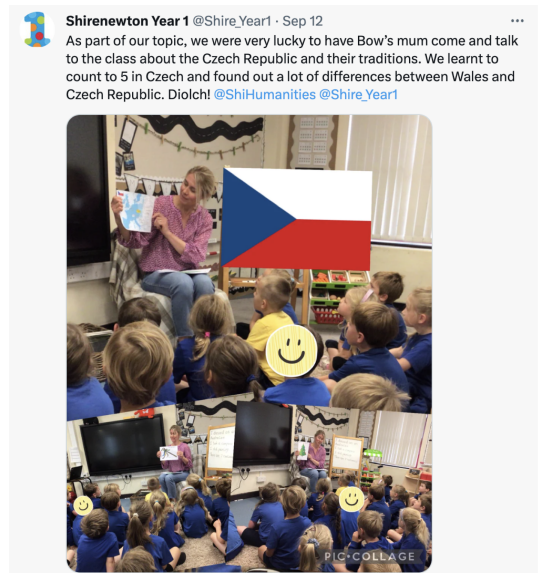 Shirenewton Year 1 @Shire_Year1 · Sep 12
As part of our topic, we were very lucky to have Bow's mum come and talk
to the class about the Czech Republic and their traditions. We learnt to
count to 5 in Czech and found out a lot of differences between Wales and
Czech Republic. Diolch! @ShiHumanities @Shire_Year1
PIC•COLLAGE